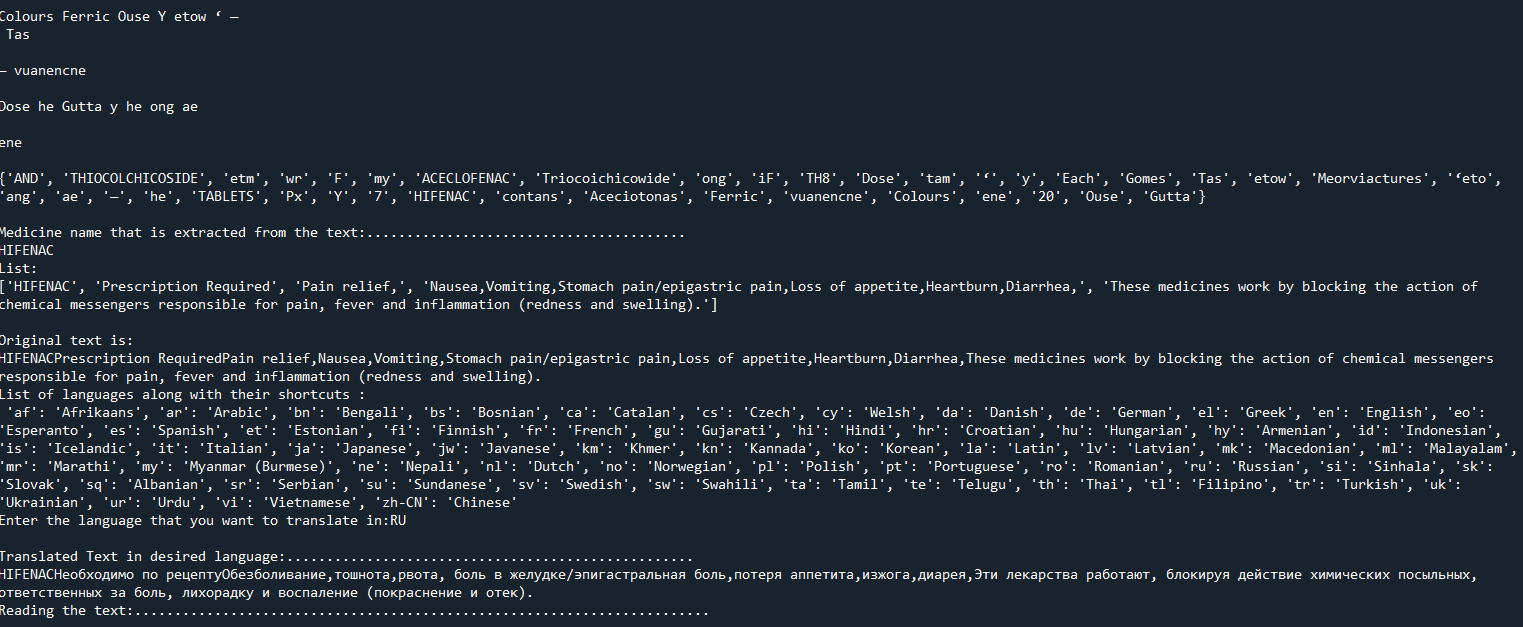 Colours Ferric Ouse Y etow ‘ —
Tas
— vuanencne
Dose he Gutta y he ong ae
ene
{'AND', 'THIOCOLCHICOSIDE', 'etm', 'wr', 'F', 'my', 'ACECLOFENAC', 'Triocoichicowide', 'ong', 'iF', 'TH8', 'Dose', 'tam', '‘', 'y', 'Each', 'Gomes', 'Tas', 'etow', 'Meorviactures', '‘eto',
'ang', 'ae', '—', 'he', 'TABLETS', 'Px', 'Y', '7', 'HIFENAC', 'contans', 'Aceciotonas', 'Ferric', 'vuanencne', 'Colours', 'ene', '20', 'Ouse', 'Gutta'}
Medicine name that is extracted from the text:.......................................
HIFENAC
List:
['HIFENAC', 'Prescription Required', 'Pain relief,', 'Nausea,Vomiting,Stomach pain/epigastric pain,Loss of appetite,Heartburn,Diarrhea,', 'These medicines work by blocking the action of
chemical messengers responsible for pain, fever and inflammation (redness and swelling).']
Original text is:
HIFENACPrescription RequiredPain relief,Nausea,Vomiting,Stomach pain/epigastric pain,Loss of appetite,Heartburn,Diarrhea,These medicines work by blocking the action of chemical messengers
responsible for pain, fever and inflammation (redness and swelling).
List of languages along with their shortcuts :
'af': 'Afrikaans', 'ar': 'Arabic', 'bn': 'Bengali', 'bs': 'Bosnian', 'ca': 'Catalan', 'cs': 'Czech', 'cy': 'Welsh', 'da': 'Danish', 'de': 'German', 'el': 'Greek', 'en': 'English', 'eo':
'Esperanto', 'es': 'Spanish', 'et': 'Estonian', 'fi': 'Finnish', 'fr': 'French', 'gu': 'Gujarati', 'hi': 'Hindi', 'hr': 'Croatian', 'hu': 'Hungarian', 'hy': 'Armenian', 'id': 'Indonesian',
'is': 'Icelandic', 'it': 'Italian', 'ja': 'Japanese', 'jw': 'Javanese', 'km': 'Khmer', 'kn': 'Kannada', 'ko': 'Korean', 'la': 'Latin', 'lv': 'Latvian', 'mk': 'Macedonian', 'ml': 'Malayalam',
'mr': 'Marathi', 'my': 'Myanmar (Burmese)', 'ne': 'Nepali', 'nl': 'Dutch', 'no': 'Norwegian', 'pl': 'Polish', 'pt': 'Portuguese', 'ro': 'Romanian', 'ru': 'Russian', 'si': 'Sinhala', 'sk':
'Slovak', 'sq': 'Albanian', 'sr': 'Serbian', 'su': 'Sundanese', 'sv': 'Swedish', 'sw': 'Swahili', 'ta': 'Tamil', 'te': 'Telugu', 'th': 'Thai', 'tl': 'Filipino', 'tr': 'Turkish', 'uk':
'Ukrainian', 'ur': 'Urdu', 'vi': 'Vietnamese', 'zh-CN': 'Chinese'
Enter the language that you want to translate in:RU
Translated Text in desired language:..................................................
HIFENACНеобходимо по рецептуОбезболивание,тошнота,рвота, боль в желудке/эпигастральная боль,потеря аппетита,изжога,диарея,Эти лекарства работают, блокируя действие химических посыльных,
ответственных за боль, лихорадку и воспаление (покраснение и отек).
Reading the text:......................................................................